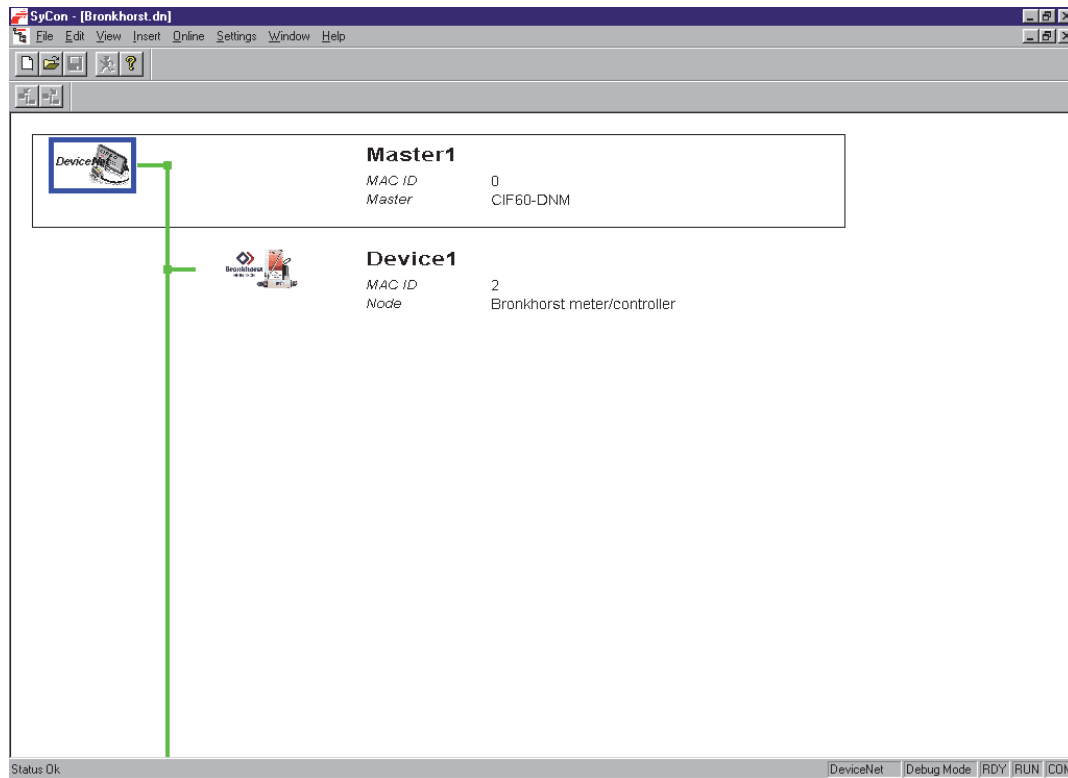 SyCon - [Bronkhorst.dn]
File Edit View Insert Online Settings Window Help
DeviceNet
Master1
MAC ID 0
Master CIF60-DNM
Bronkhorst
Device1
MAC ID 2
Node Bronkhorst meter/controller
Status Ok DeviceNet Debug Mode RDY RUN